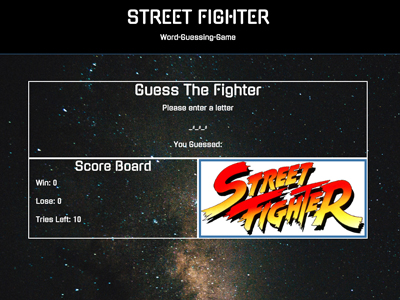 STREET FIGHTER
Word-Guessing-Game
Guess The Fighter
Please enter a letter
_,_,_,_
You Guessed:
Score Board
Win: 0
Lose: 0
Tries Left: 10
STREET
FIGHTER